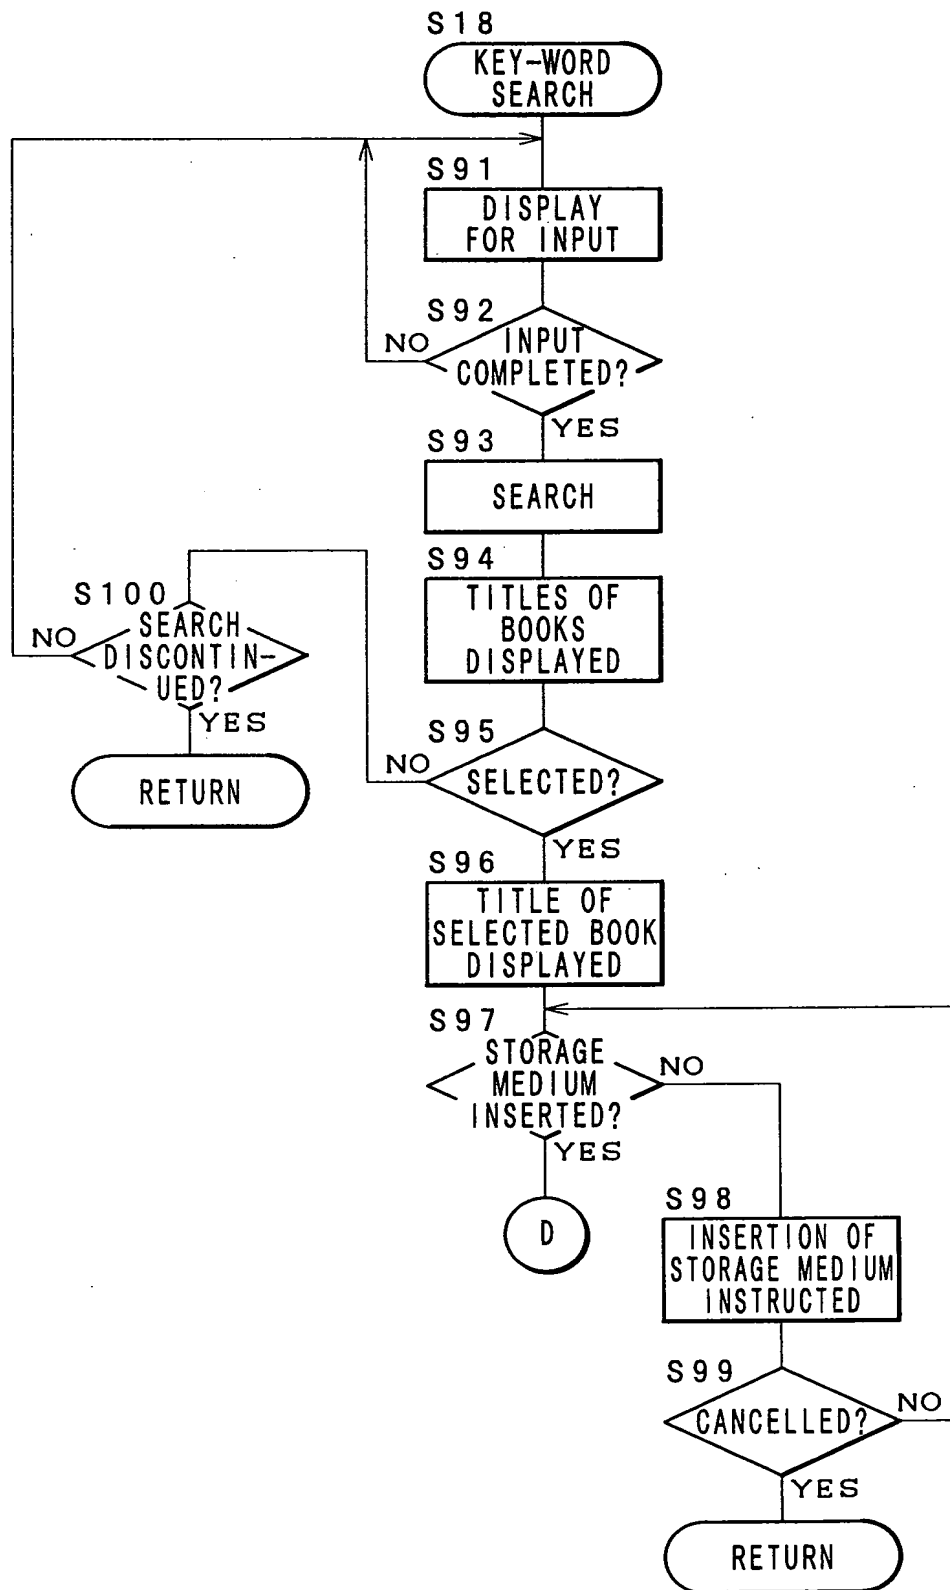 S18
KEY-WORD
SEARCH
S91
DISPLAY
FOR INPUT
S92
NO
INPUT
COMPLETED?
YES
S93
SEARCH
S94
TITLES OF
BOOKS
DISPLAYED
S100
NO
SEARCH
DISCONTIN-
UED?
YES
RETURN
S95
NO
SELECTED?
YES
S96
TITLE OF
SELECTED BOOK
DISPLAYED
S97
STORAGE
MEDIUM
INSERTED?
NO
YES
D
S98
INSERTION OF
STORAGE MEDIUM
INSTRUCTED
S99
CANCELLED?
NO
YES
RETURN